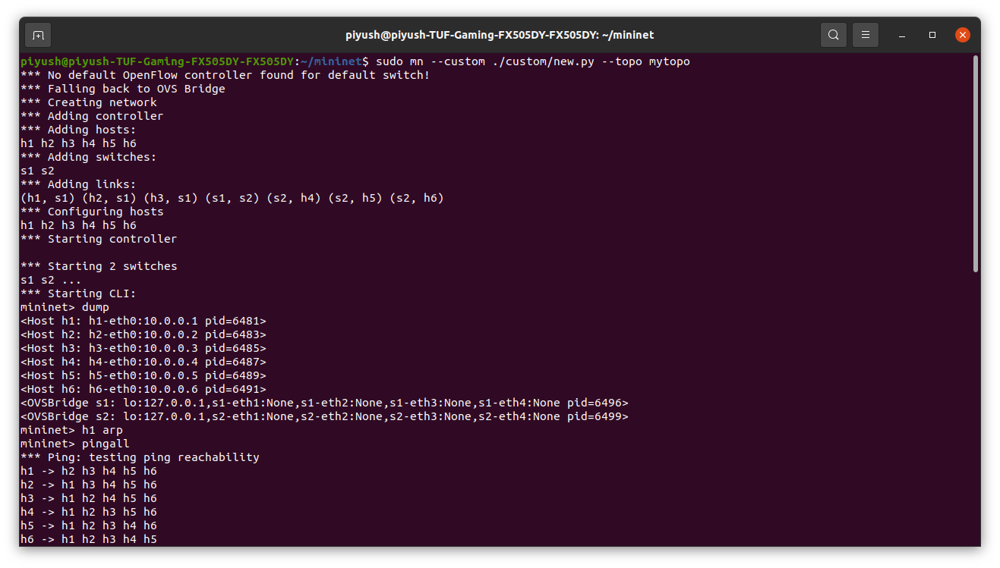 piyush@piyush-TUF-Gaming-FX505DY-FX505DY: ~/mininet
piyush@piyush-TUF-Gaming-FX505DY-FX505DY:~/mininet$ sudo mn --custom ./custom/new.py --topo mytopo
*** No default OpenFlow controller found for default switch!
*** Falling back to OVS Bridge
*** Creating network
*** Adding controller
*** Adding hosts:
h1 h2 h3 h4 h5 h6
*** Adding switches:
s1 s2
*** Adding links:
(h1, s1) (h2, s1) (h3, s1) (s1, s2) (s2, h4) (s2, h5) (s2, h6)
*** Configuring hosts
h1 h2 h3 h4 h5 h6
*** Starting controller

*** Starting 2 switches
s1 s2 ...
*** Starting CLI:
mininet> dump
<Host h1: h1-eth0:10.0.0.1 pid=6481>
<Host h2: h2-eth0:10.0.0.2 pid=6483>
<Host h3: h3-eth0:10.0.0.3 pid=6485>
<Host h4: h4-eth0:10.0.0.4 pid=6487>
<Host h5: h5-eth0:10.0.0.5 pid=6489>
<Host h6: h6-eth0:10.0.0.6 pid=6491>
<OVSBridge s1: lo:127.0.0.1,s1-eth1:None,s1-eth2:None,s1-eth3:None,s1-eth4:None pid=6496>
<OVSBridge s2: lo:127.0.0.1,s2-eth1:None,s2-eth2:None,s2-eth3:None,s2-eth4:None pid=6499>
mininet> h1 arp
mininet> pingall
*** Ping: testing ping reachability
h1 -> h2 h3 h4 h5 h6
h2 -> h1 h3 h4 h5 h6
h3 -> h1 h2 h4 h5 h6
h4 -> h1 h2 h3 h5 h6
h5 -> h1 h2 h3 h4 h6
h6 -> h1 h2 h3 h4 h5